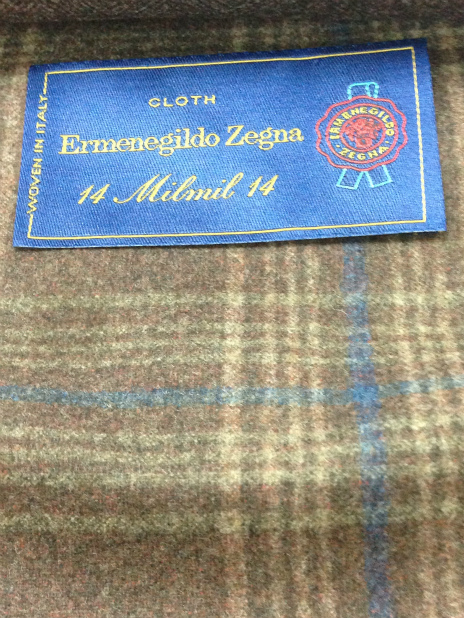 WOVEN IN ITALY
CLOTH
Ermenegildo Zegna
14 Milmil 14
ERMENEGILDO
ZEGNA